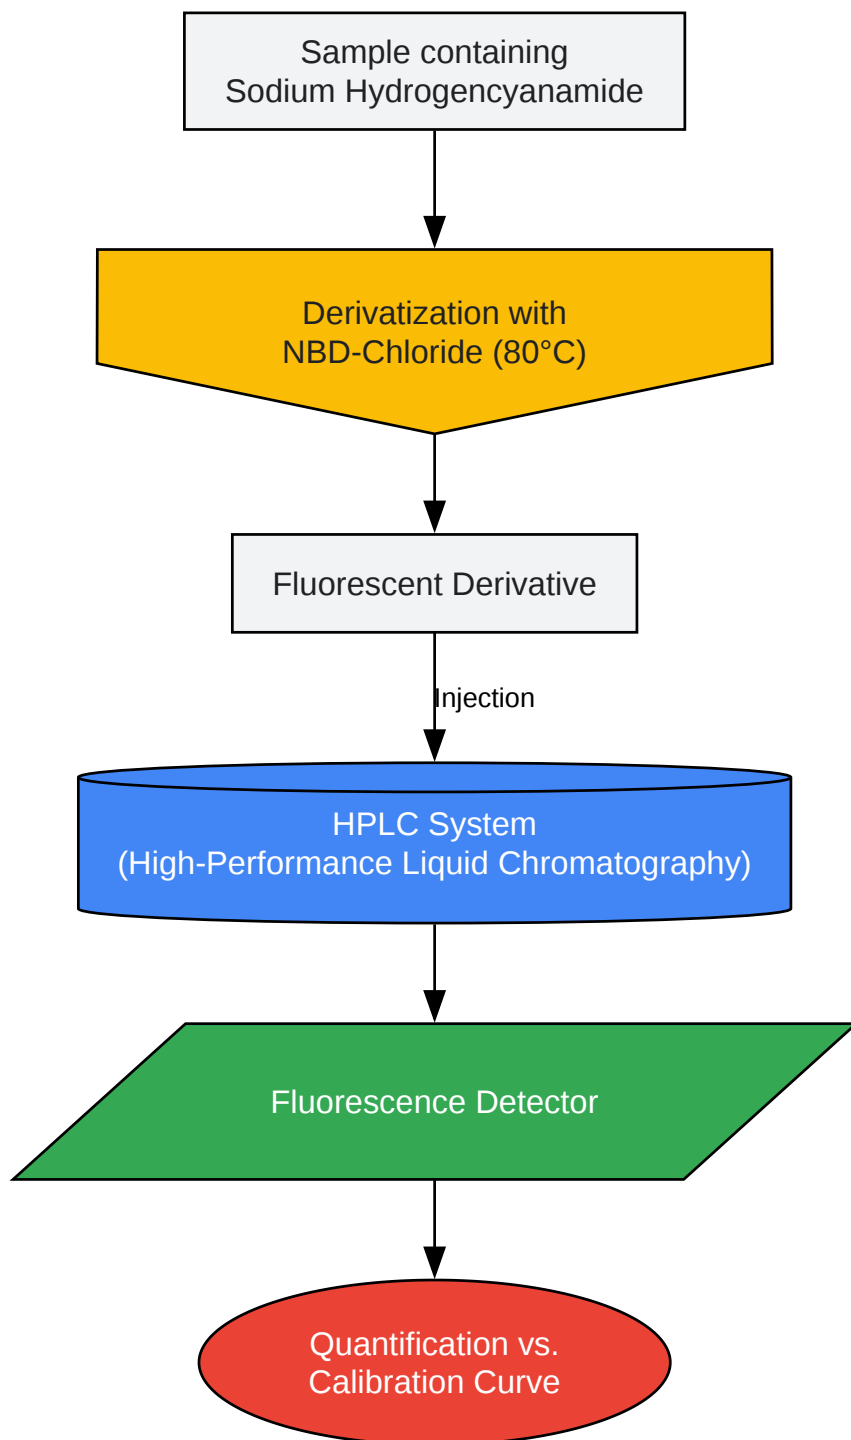 Sample containing
Sodium Hydrogencyanamide
Derivatization with
NBD-Chloride (80°C)
Fluorescent Derivative
Injection
HPLC System
(High-Performance Liquid Chromatography)
Fluorescence Detector
Quantification vs.
Calibration Curve